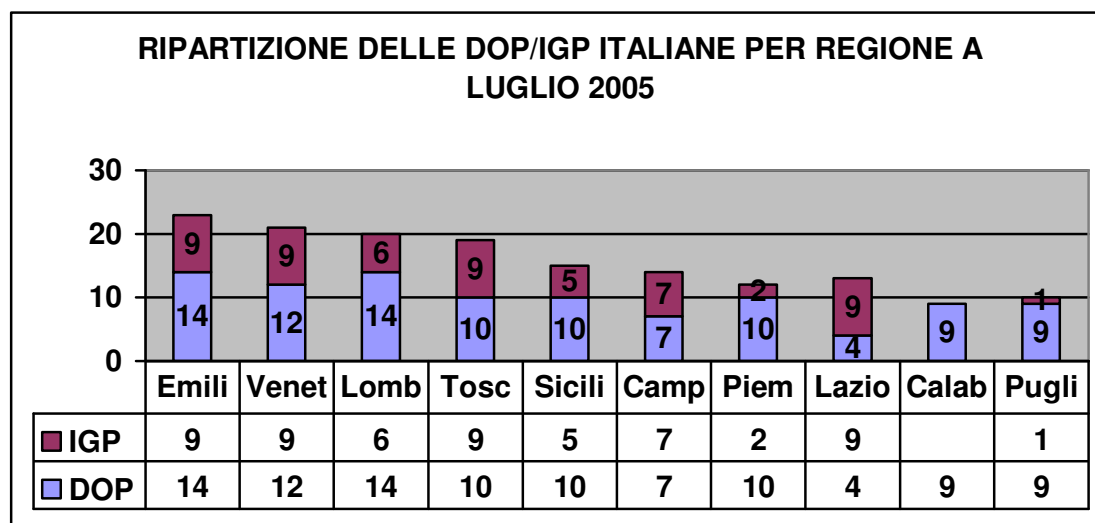 RIPARTIZIONE DELLE DOP/IGP ITALIANE PER REGIONE A
LUGLIO 2005
30
20
10
0
9 9 6 9 5 7 2 9 1
14 12 14 10 10 7 10 4 9 9
Emili Venet Lomb Tosc Sicili Camp Piem Lazio Calab Pugli
IGP 9 9 6 9 5 7 2 9 1
DOP 14 12 14 10 10 7 10 4 9 9